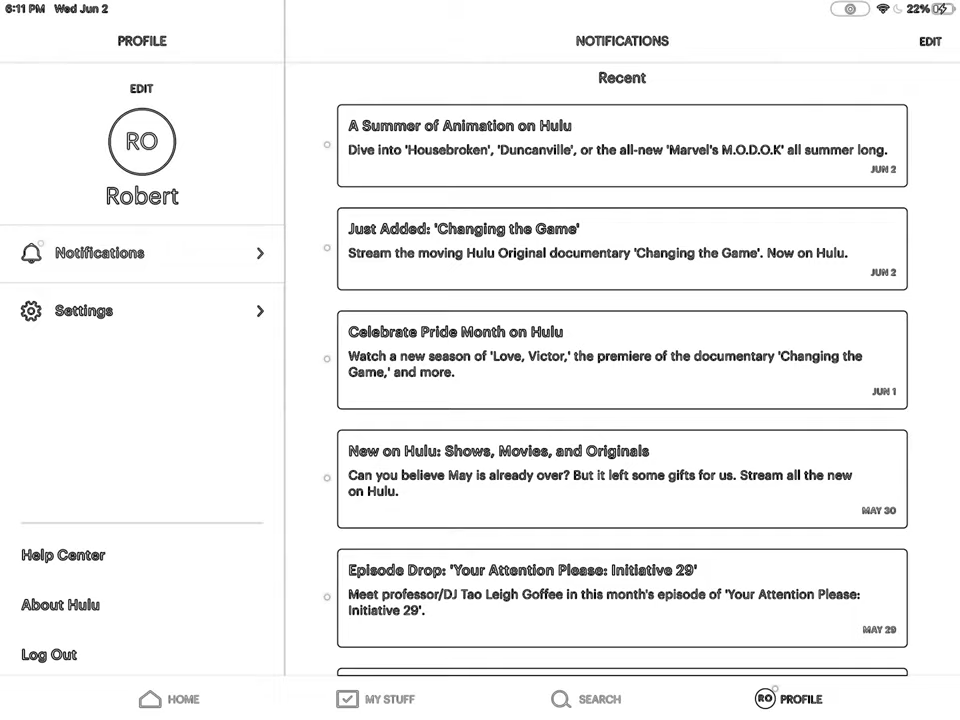 6:11 PM Wed Jun 2
22%
PROFILE
NOTIFICATIONS
EDIT
EDIT
RO
Robert
Notifications
Settings
Help Center
About Hulu
Log Out
Recent
A Summer of Animation on Hulu
Dive into 'Housebroken', 'Duncanville', or the all-new 'Marvel's M.O.D.O.K' all summer long.
JUN 2
Just Added: 'Changing the Game'
Stream the moving Hulu Original documentary 'Changing the Game'. Now on Hulu.
JUN 2
Celebrate Pride Month on Hulu
Watch a new season of 'Love, Victor,' the premiere of the documentary 'Changing the
Game,' and more.
JUN 1
New on Hulu: Shows, Movies, and Originals
Can you believe May is already over? But it left some gifts for us. Stream all the new
on Hulu.
MAY 30
Episode Drop: 'Your Attention Please: Initiative 29'
Meet professor/DJ Tao Leigh Goffee in this month's episode of 'Your Attention Please:
Initiative 29'.
MAY 29
HOME
MY STUFF
SEARCH
RO PROFILE